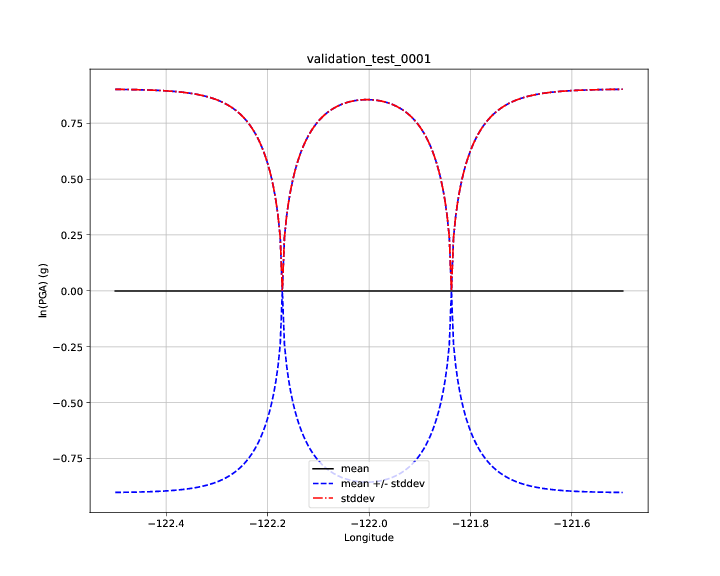 validation_test_0001
ln(PGA) (g)
0.75
0.50
0.25
0.00
−0.25
−0.50
−0.75
mean
mean +/- stddev
stddev
−122.4
−122.2
−122.0
−121.8
−121.6
Longitude